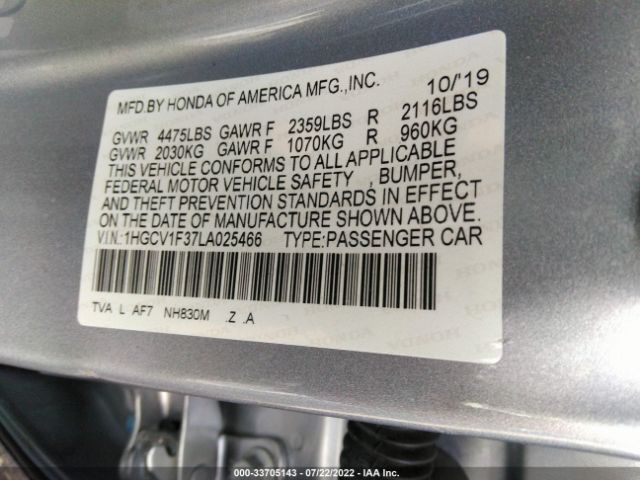 MFD.BY HONDA OF AMERICA MFG.,INC. 10/'19
GVWR 4475LBS GAWR F 2359LBS R 2116LBS
GVWR 2030KG GAWR F 1070KG R 960KG
THIS VEHICLE CONFORMS TO ALL APPLICABLE
FEDERAL MOTOR VEHICLE SAFETY , BUMPER,
AND THEFT PREVENTION STANDARDS IN EFFECT
ON THE DATE OF MANUFACTURE SHOWN ABOVE.
V.I.N.:1HGCV1F37LA025466 TYPE:PASSENGER CAR
TVA L AF7 NH830M .Z .A
000-33705143 - 07/22/2022 - IAA Inc.